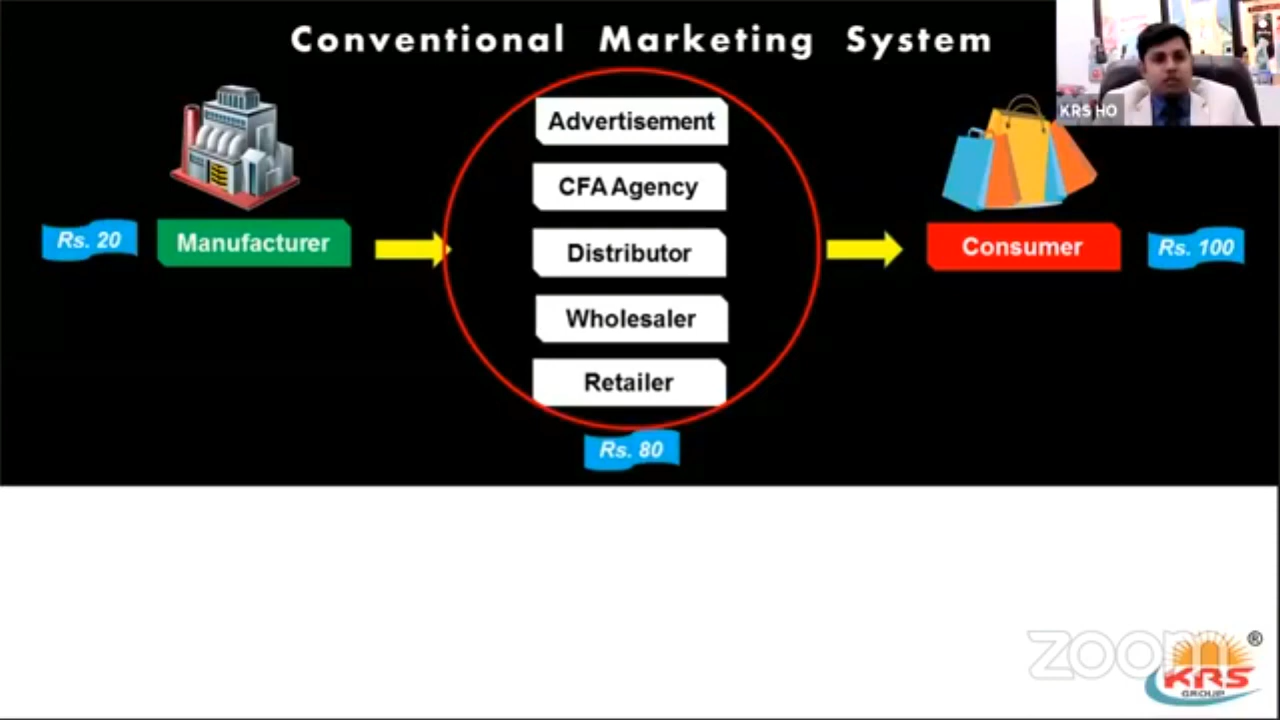 Conventional Marketing System
KRS HO
Advertisement
CFA Agency
Distributor
Wholesaler
Retailer
Rs. 20
Manufacturer
Consumer
Rs. 100
Rs. 80
zoom
®
KRS
GROUP